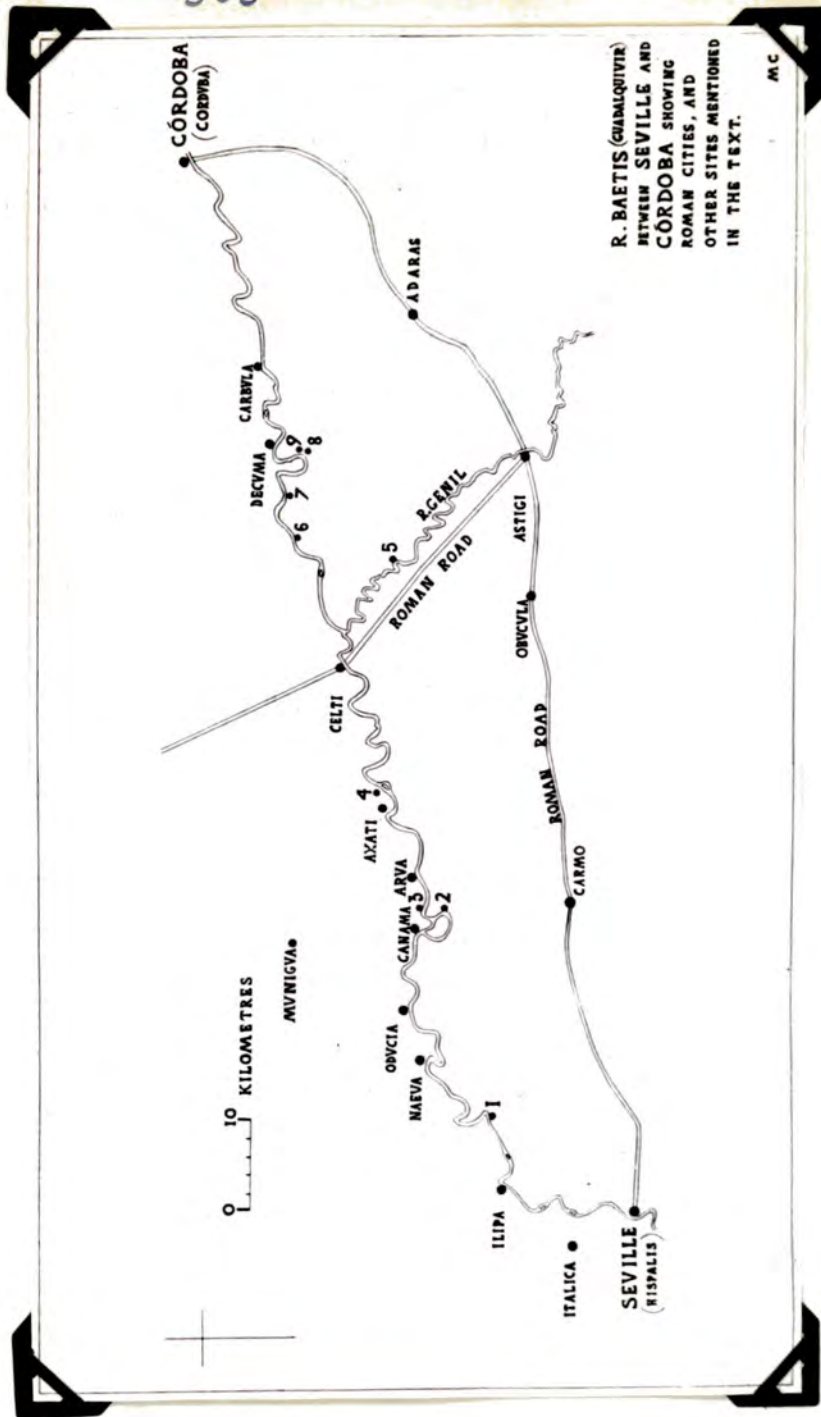 CÓRDOBA
(CORDVBA)
CARBVLA
DECVMA
9
8
7
6
ADARAS
R.GENIL
5
ROMAN ROAD
ASTIGI
CELTI
OBVCVLA
ROMAN ROAD
4
AXATI
ARVA
3
2
CANAMA
CARMO
MVNIGVA
ODVCIA
NAEVA
0 10
KILOMETRES
1
ILIPA
ITALICA
SEVILLE
(HISPALIS)
R. BAETIS (GUADALQUIVIR)
BETWEEN SEVILLE AND
CÓRDOBA SHOWING
ROMAN CITIES, AND
OTHER SITES MENTIONED
IN THE TEXT.
MC